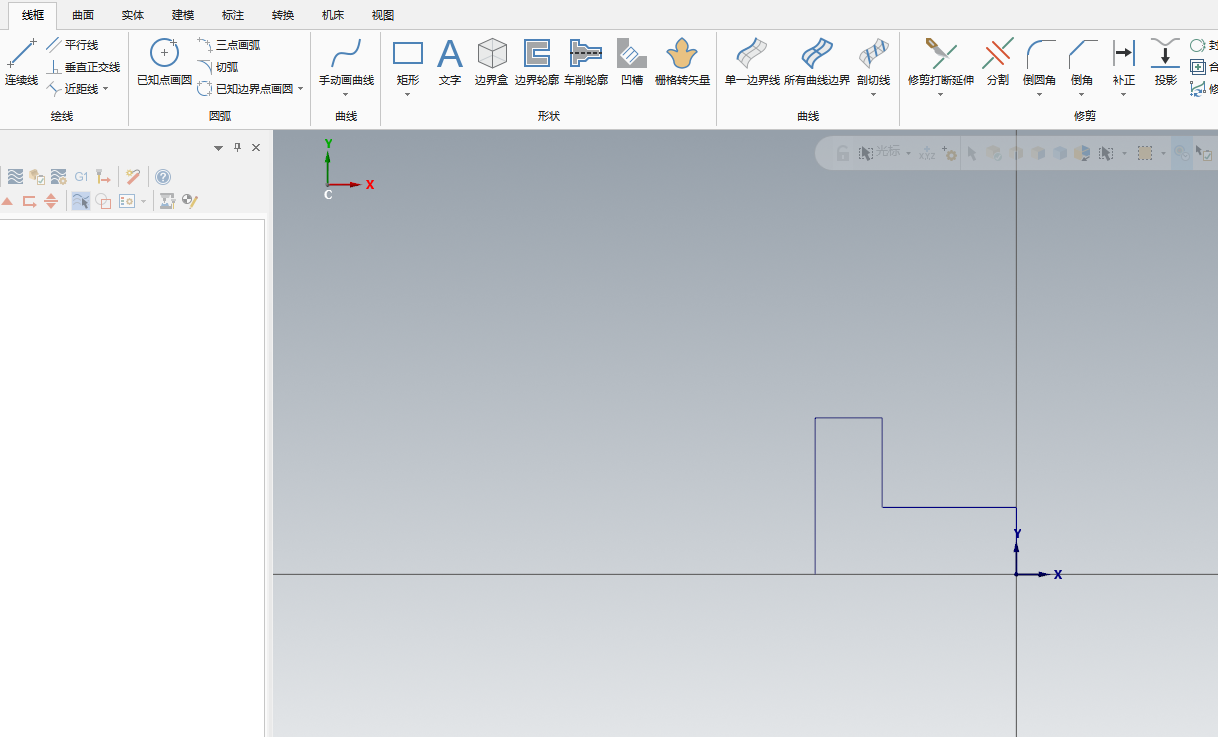 线框 曲面 实体 建模 标注 转换 机床 视图
连续线
平行线
垂直正交线
近距线
绘线
已知点画圆
三点画弧
切弧
已知边界点画圆
圆弧
手动画曲线
曲线
矩形 文字 边界盒 边界轮廓 车削轮廓 凹槽 栅格转矢量
形状
单一边界线 所有曲线边界 剖切线
曲线
修剪打断延伸 分割 倒圆角 倒角 补正 投影
封
合
修
修剪
G1
Y
X
C
光标
xyz
Y
X